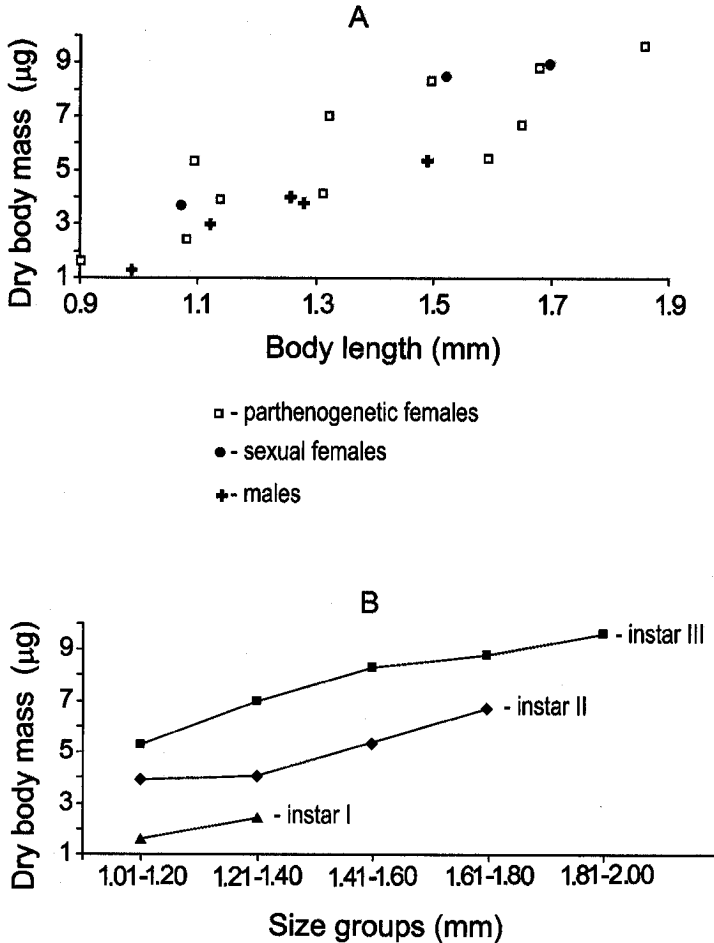 A
Dry body mass (µg)
9
7
5
3
1
0.9 1.1 1.3 1.5 1.7 1.9
Body length (mm)
- parthenogenetic females
- sexual females
- males
B
Dry body mass (µg)
9
7
5
3
1
- instar III
- instar II
- instar I
1.01-1.20 1.21-1.40 1.41-1.60 1.61-1.80 1.81-2.00
Size groups (mm)